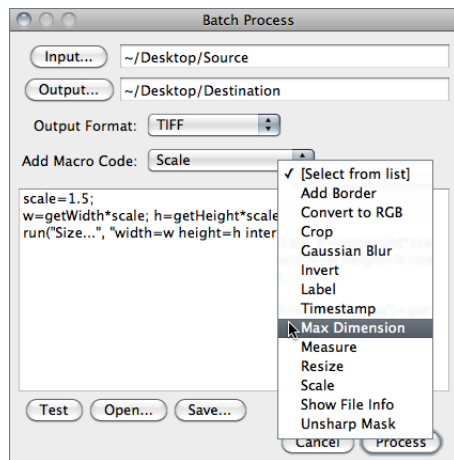 Batch Process
Input... ~/Desktop/Source
Output... ~/Desktop/Destination
Output Format: TIFF
Add Macro Code: Scale
scale=1.5;
w=getWidth*scale; h=getHeight*scale
run("Size...", "width=w height=h inter
✓ [Select from list]
Add Border
Convert to RGB
Crop
Gaussian Blur
Invert
Label
Timestamp
Max Dimension
Measure
Resize
Scale
Show File Info
Unsharp Mask
Test Open... Save...
Cancel Process